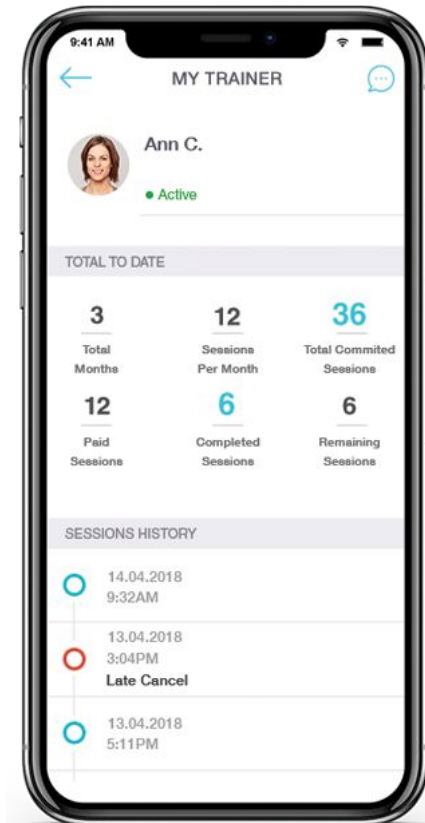 9:41 AM
MY TRAINER
Ann C.
Active
TOTAL TO DATE
3 12 36
Total Sessions Total Commited
Months Per Month Sessions
12 6 6
Paid Completed Remaining
Sessions Sessions Sessions
SESSIONS HISTORY
14.04.2018
9:32AM
13.04.2018
3:04PM
Late Cancel
13.04.2018
5:11PM